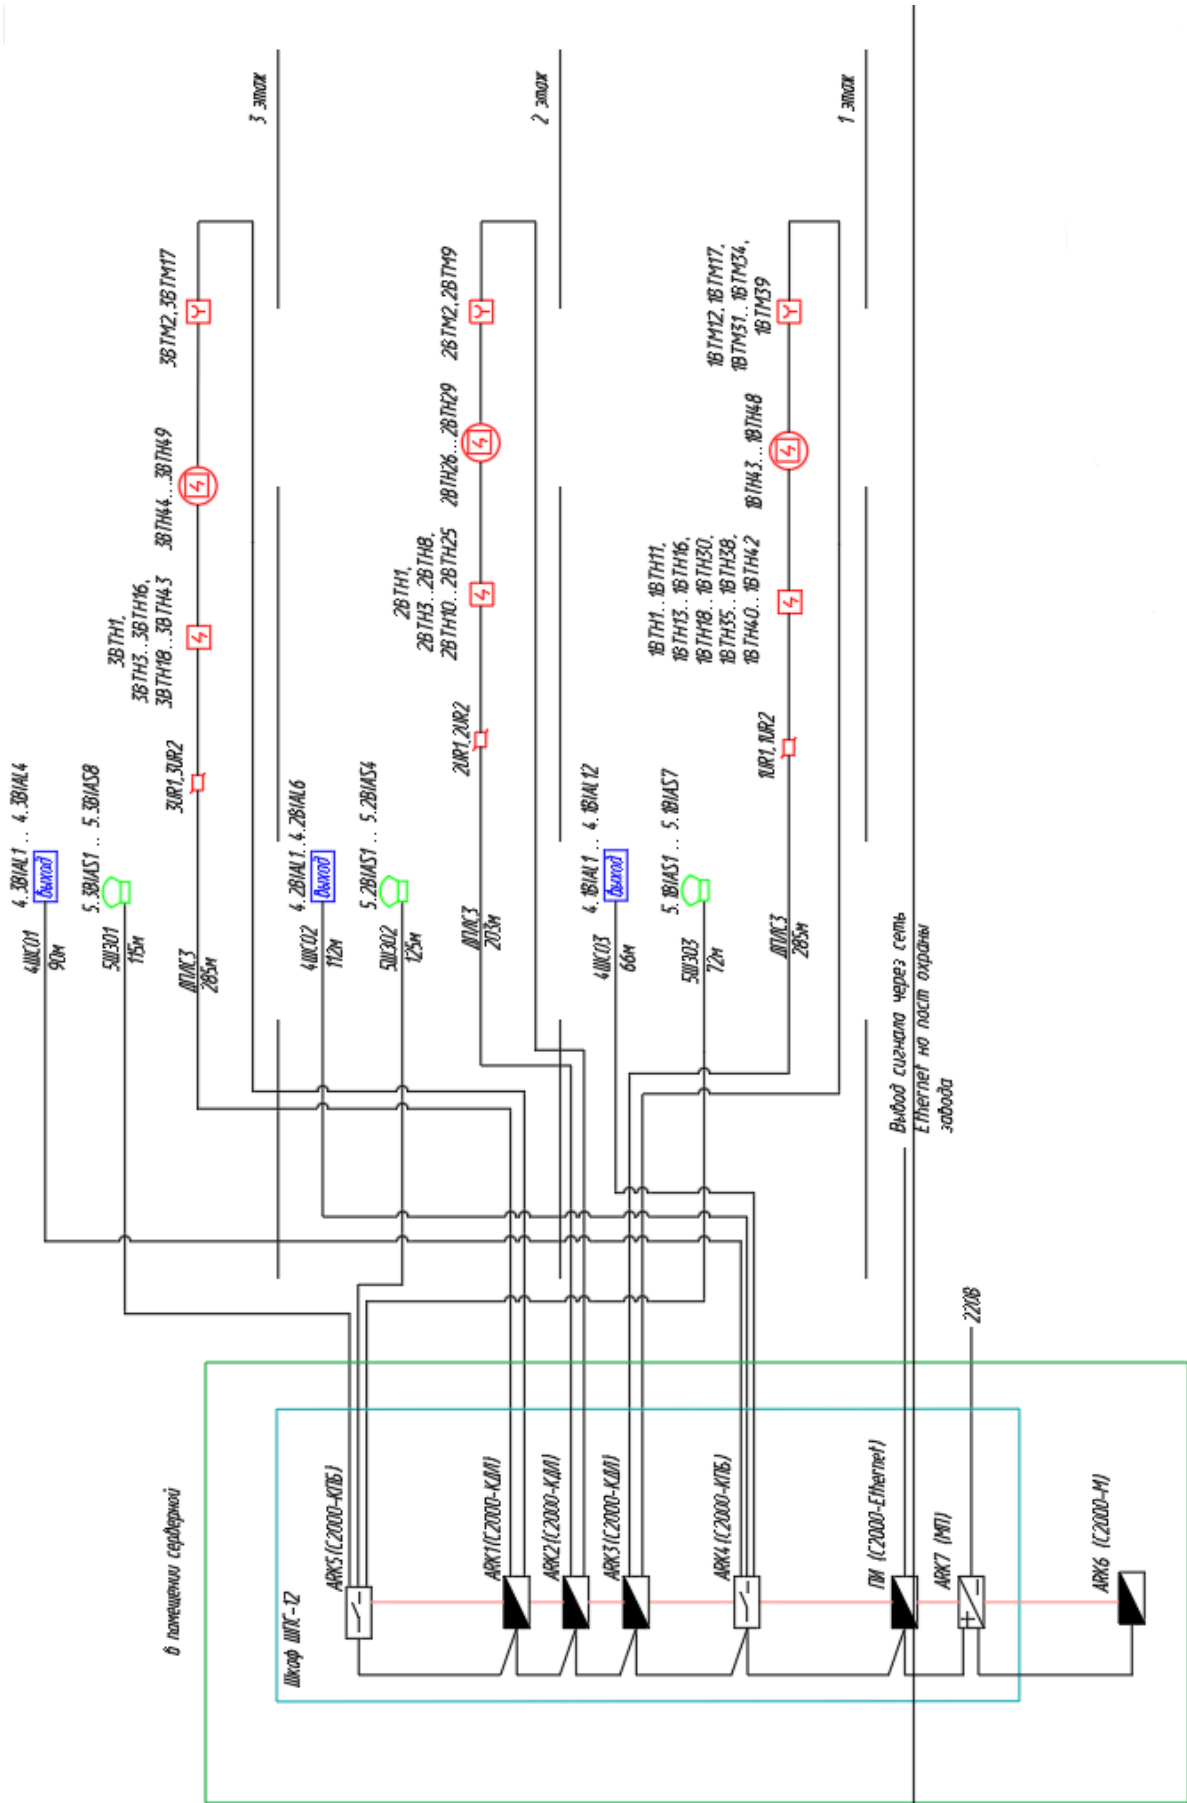 3 этаж
2 этаж
1 этаж
3BTM2,3BTM17
2BTM2,2BTM9
1BTM12,1BTM17,
1BTM31..1BTM34,
1BTM39
3BTH44...3BTH49
2BTH26...2BTH29
1BTH43...1BTH48
3BTH1,
3BTH3..3BTH16,
3BTH18..3BTH43
2BTH1,
2BTH3..2BTH8,
2BTH10..2BTH25
1BTH1..1BTH11,
1BTH13..1BTH16,
1BTH18..1BTH30,
1BTH35..1BTH38,
1BTH40..1BTH42
3UR1,3UR2
2UR1,2UR2
1UR1,1UR2
4.3BIAL1 .. 4.3BIAL4
Выход
5.3BIAS1 .. 5.3BIAS8
4.2BIAL1..4.2BIAL6
Выход
5.2BIAS1 .. 5.2BIAS4
4.1BIAL1 .. 4.1BIAL12
Выход
5.1BIAS1 .. 5.1BIAS7
4ШС01
90м
5ШЗ01
115м
ДПЛС3
285м
4ШС02
112м
5ШЗ02
125м
ДПЛС3
203м
4ШС03
66м
5ШЗ03
72м
ДПЛС3
285м
Вывод сигнала через сеть
Ethernet на пост охраны
завода
220В
в помещении серверной
Шкаф ШПС-12
ARK5(С2000-КПБ)
ARK1(С2000-КДЛ)
ARK2(С2000-КДЛ)
ARK3(С2000-КДЛ)
ARK4(С2000-КПБ)
ПИ (С2000-Ethernet)
ARK7 (МП)
ARK6 (С2000-М)